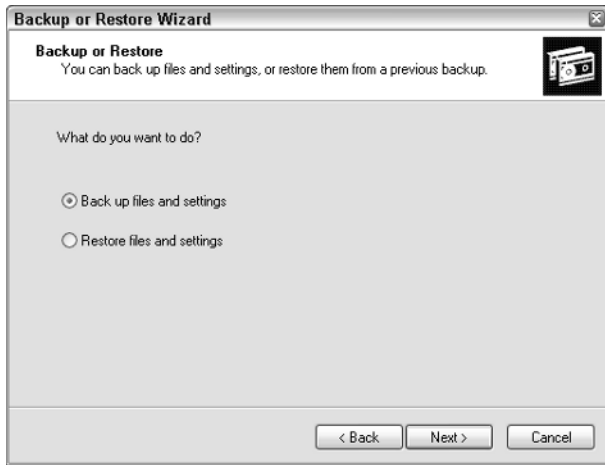 Backup or Restore Wizard
Backup or Restore
You can back up files and settings, or restore them from a previous backup.
What do you want to do?
Back up files and settings
Restore files and settings
< Back Next > Cancel